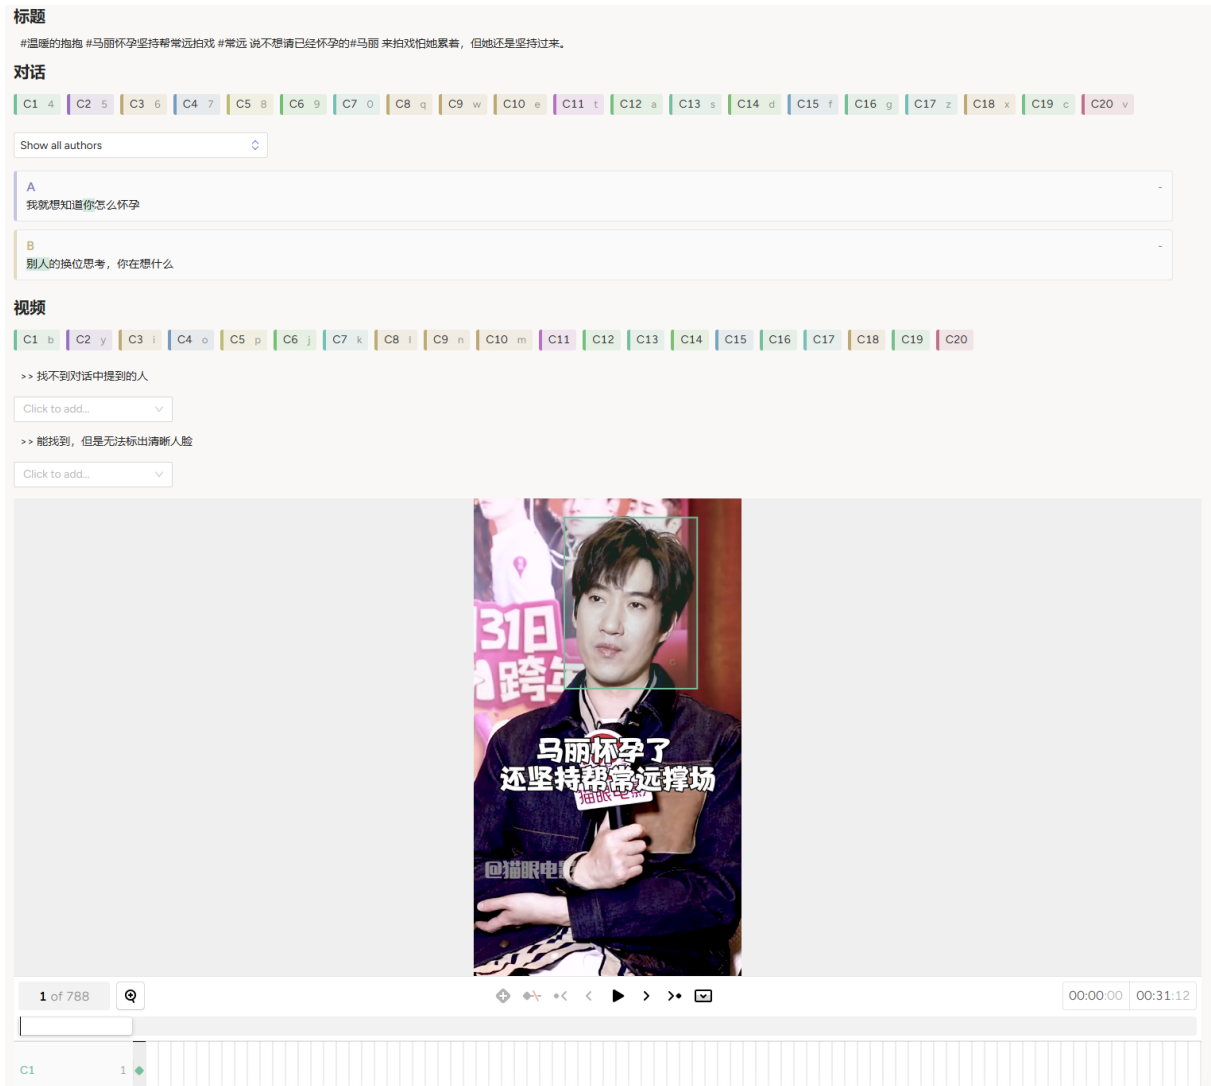 标题
#温暖的抱抱 #马丽怀孕坚持帮常远拍戏 #常远 说不想请已经怀孕的#马丽 来拍戏怕她累着，但她还是坚持过来。
对话
C1 4 C2 5 C3 6 C4 7 C5 8 C6 9 C7 0 C8 q C9 w C10 e C11 t C12 a C13 s C14 d C15 f C16 g C17 z C18 x C19 c C20 v
Show all authors
A -
我就想知道你怎么怀孕
B -
别人的换位思考，你在想什么
视频
C1 b C2 y C3 i C4 o C5 p C6 j C7 k C8 l C9 n C10 m C11 C12 C13 C14 C15 C16 C17 C18 C19 C20
>> 找不到对话中提到的人
Click to add...
>> 能找到，但是无法标出清晰人脸
Click to add...
31日
跨年
马丽怀孕了
还坚持帮常远撑场
猫眼电影
@猫眼电影
1 of 788 00:00:00 00:31:12
C1 1